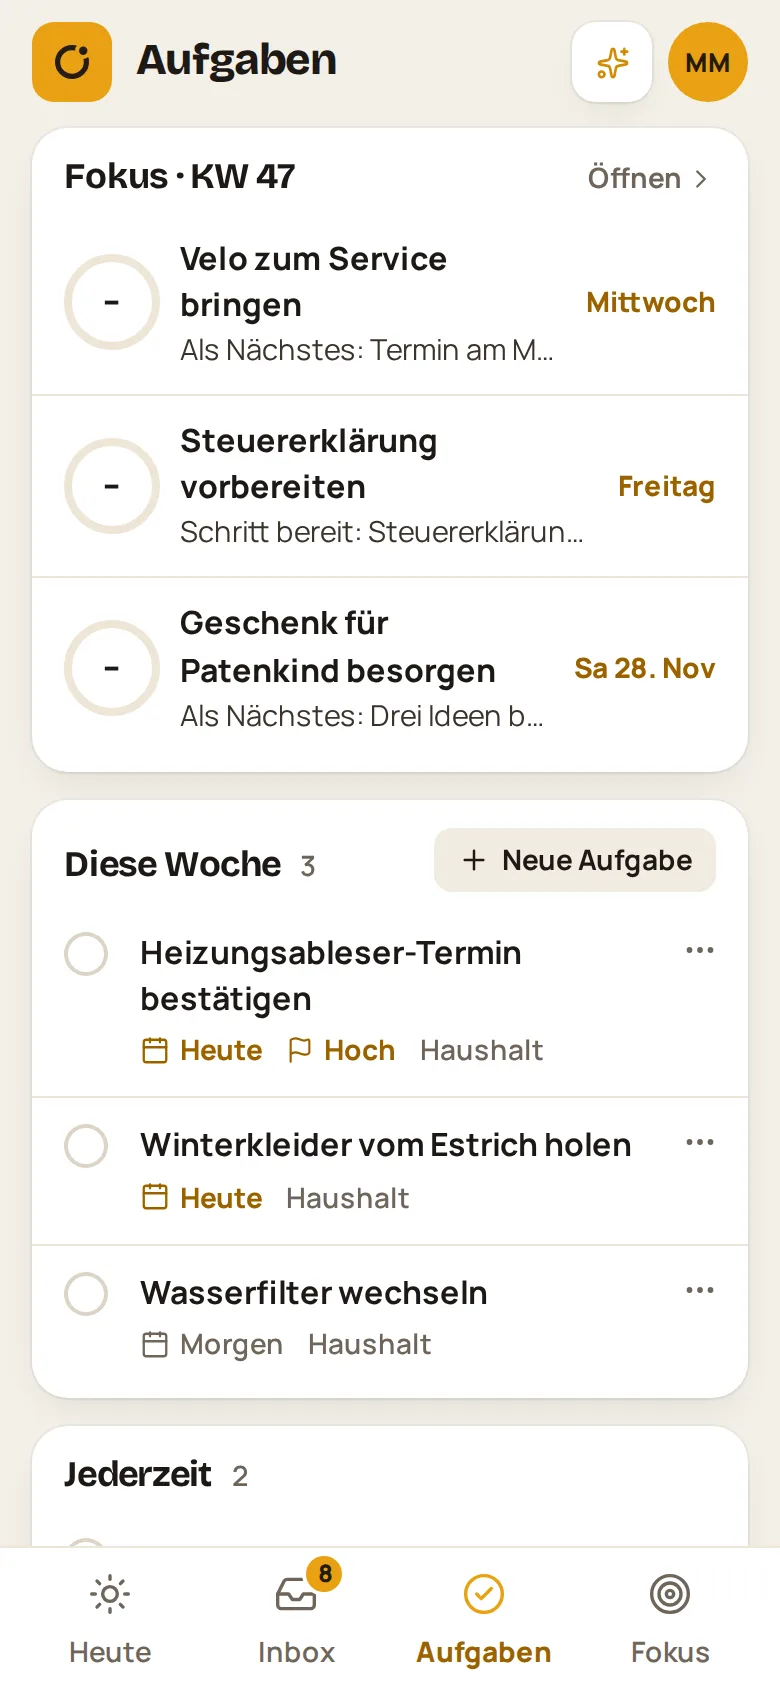 Aufgaben
MM
Fokus · KW 47
Öffnen
Velo zum Service
bringen
Als Nächstes: Termin am M...
–
Mittwoch
Steuererklärung
vorbereiten
Schritt bereit: Steuererklärun...
–
Freitag
Geschenk für
Patenkind besorgen
Als Nächstes: Drei Ideen b...
–
Sa 28. Nov
Diese Woche 3
+ Neue Aufgabe
Heizungsableser-Termin
bestätigen
Heute Hoch Haushalt
Winterkleider vom Estrich holen
Heute Haushalt
Wasserfilter wechseln
Morgen Haushalt
Jederzeit 2
8
Heute Inbox Aufgaben Fokus